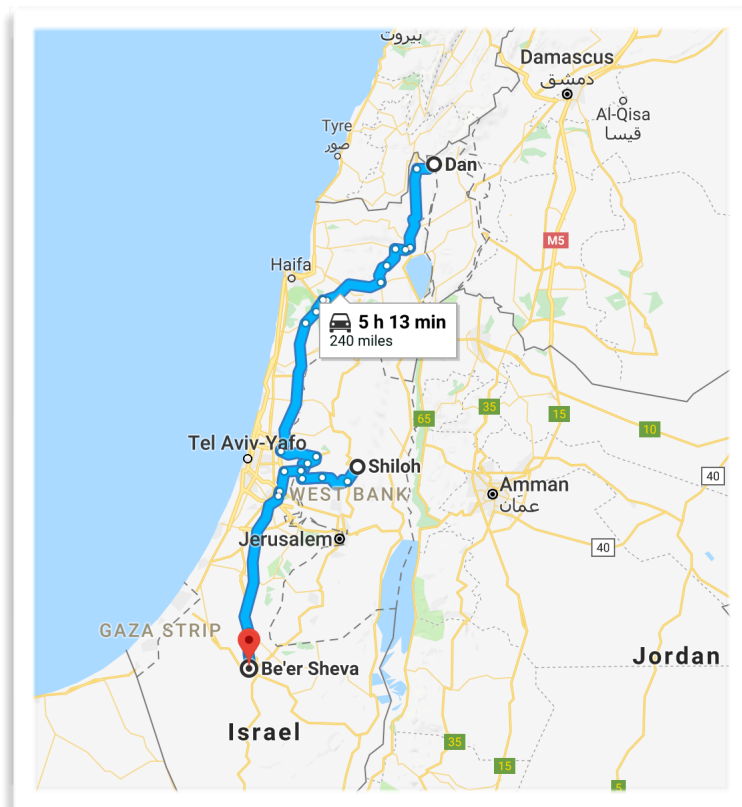 بيروت
Damascus
دمشق
Al-Qisa
قيسا
Tyre
صور
Dan
M5
Haifa
5 h 13 min
240 miles
65
35
15
10
Tel Aviv-Yafo
Shiloh
40
WEST BANK
Amman
عمّان
Jerusalem
40
GAZA STRIP
Jordan
Be'er Sheva
Israel
35
15
5